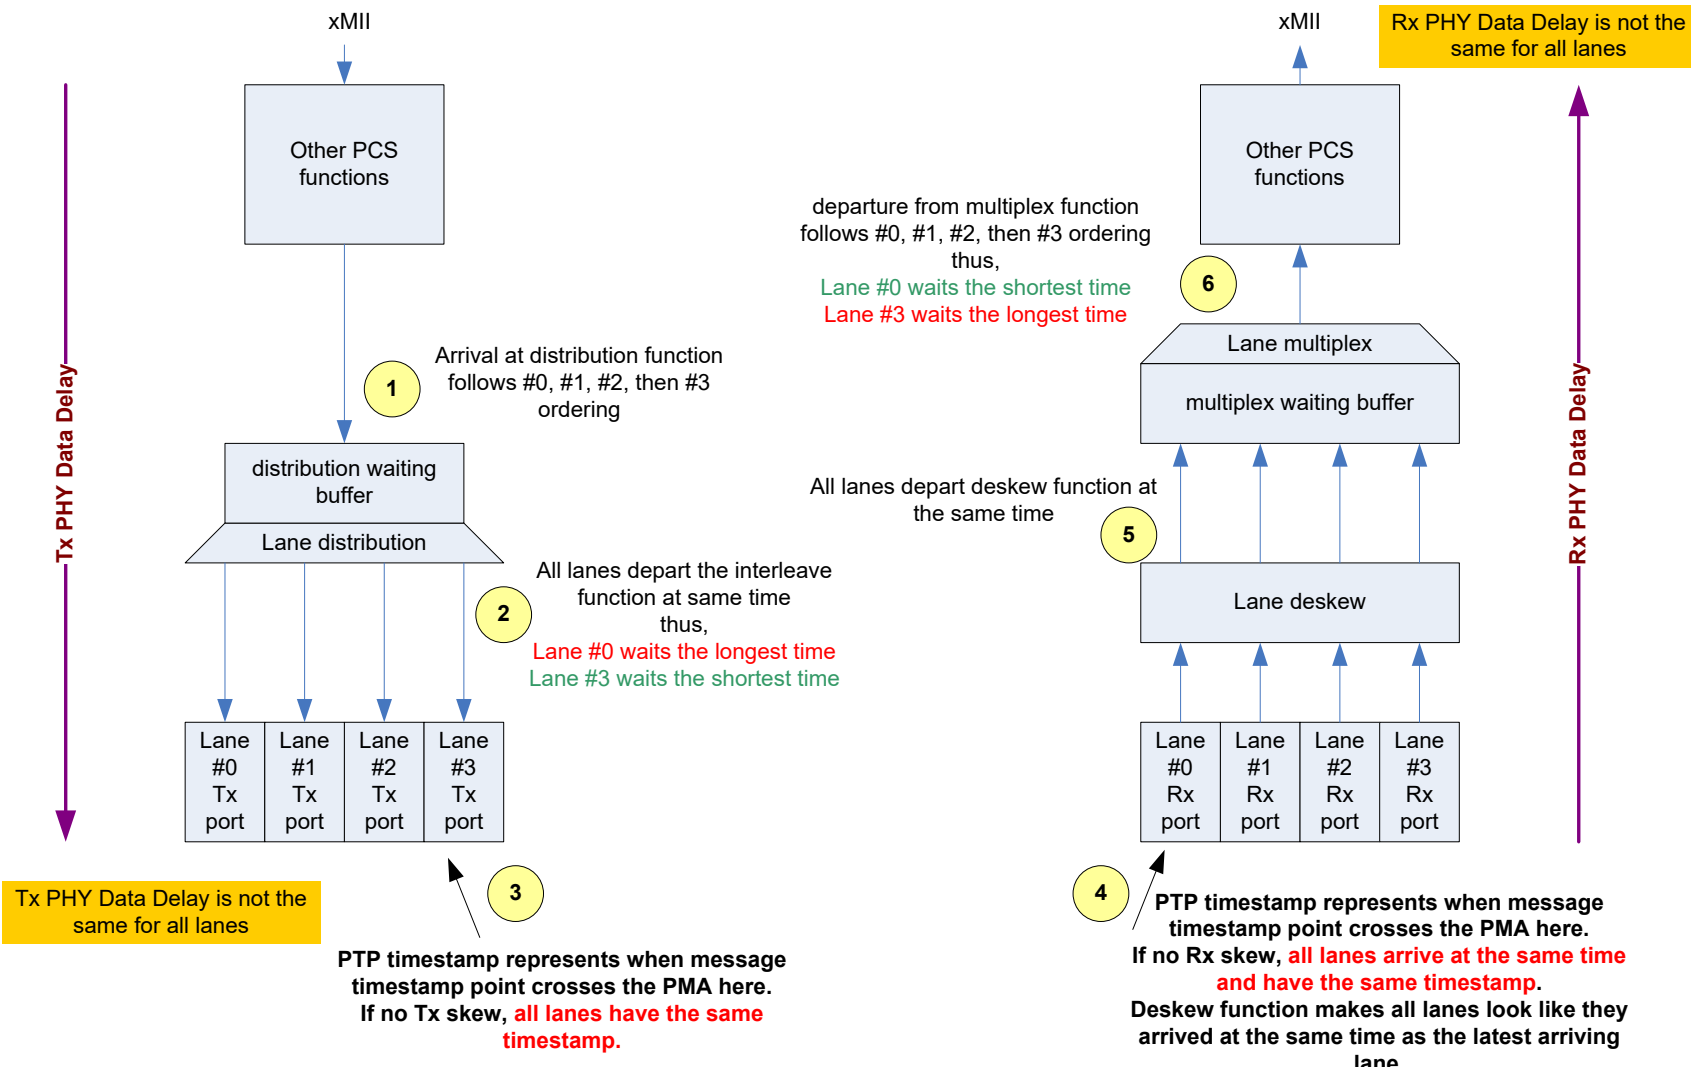 xMII
Other PCS
functions
Tx PHY Data Delay
1
Arrival at distribution function
follows #0, #1, #2, then #3
ordering
distribution waiting
buffer
Lane distribution
2
All lanes depart the interleave
function at same time
thus,
Lane #0 waits the longest time
Lane #3 waits the shortest time
Lane
#0
Tx
port
Lane
#1
Tx
port
Lane
#2
Tx
port
Lane
#3
Tx
port
3
Tx PHY Data Delay is not the
same for all lanes
PTP timestamp represents when message
timestamp point crosses the PMA here.
If no Tx skew, all lanes have the same
timestamp.
xMII
Rx PHY Data Delay is not the
same for all lanes
Other PCS
functions
departure from multiplex function
follows #0, #1, #2, then #3 ordering
thus,
Lane #0 waits the shortest time
Lane #3 waits the longest time
6
Lane multiplex
multiplex waiting buffer
Rx PHY Data Delay
All lanes depart deskew function at
the same time
5
Lane deskew
Lane
#0
Rx
port
Lane
#1
Rx
port
Lane
#2
Rx
port
Lane
#3
Rx
port
4
PTP timestamp represents when message
timestamp point crosses the PMA here.
If no Rx skew, all lanes arrive at the same time
and have the same timestamp.
Deskew function makes all lanes look like they
arrived at the same time as the latest arriving
lane